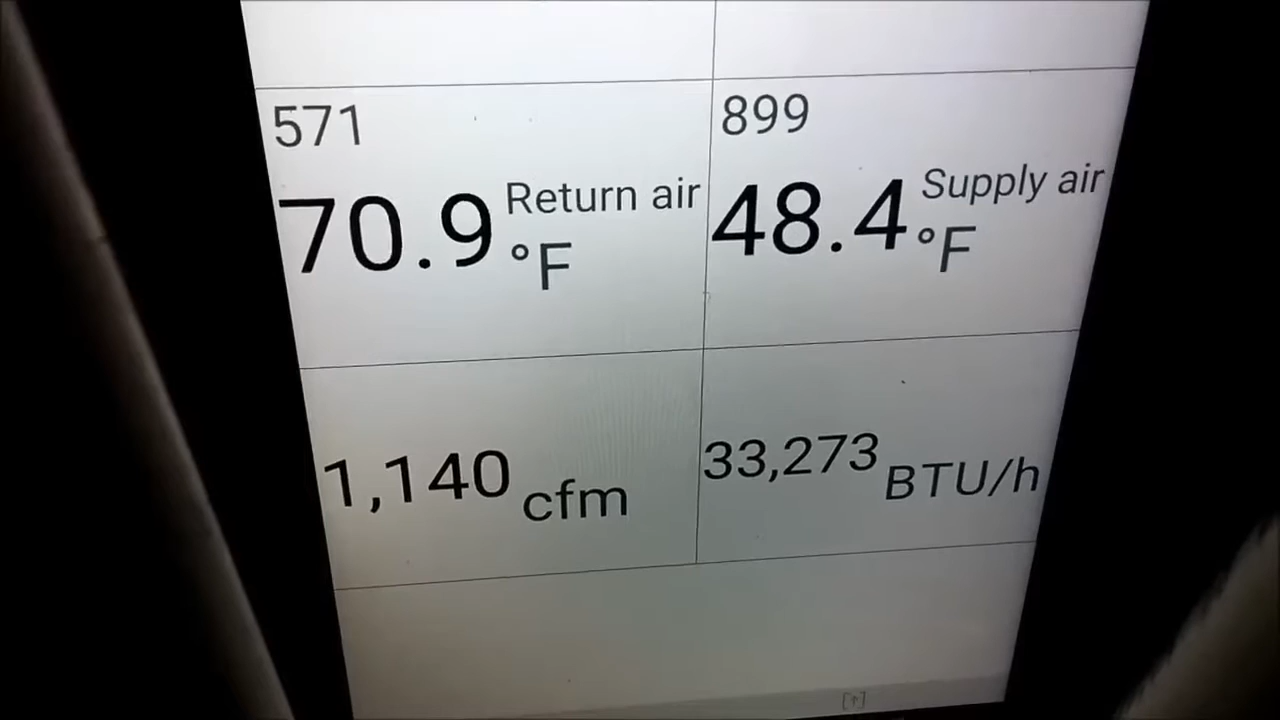 571
70.9 Return air °F
899
48.4 Supply air °F
1,140 cfm
33,273 BTU/h
[↑]